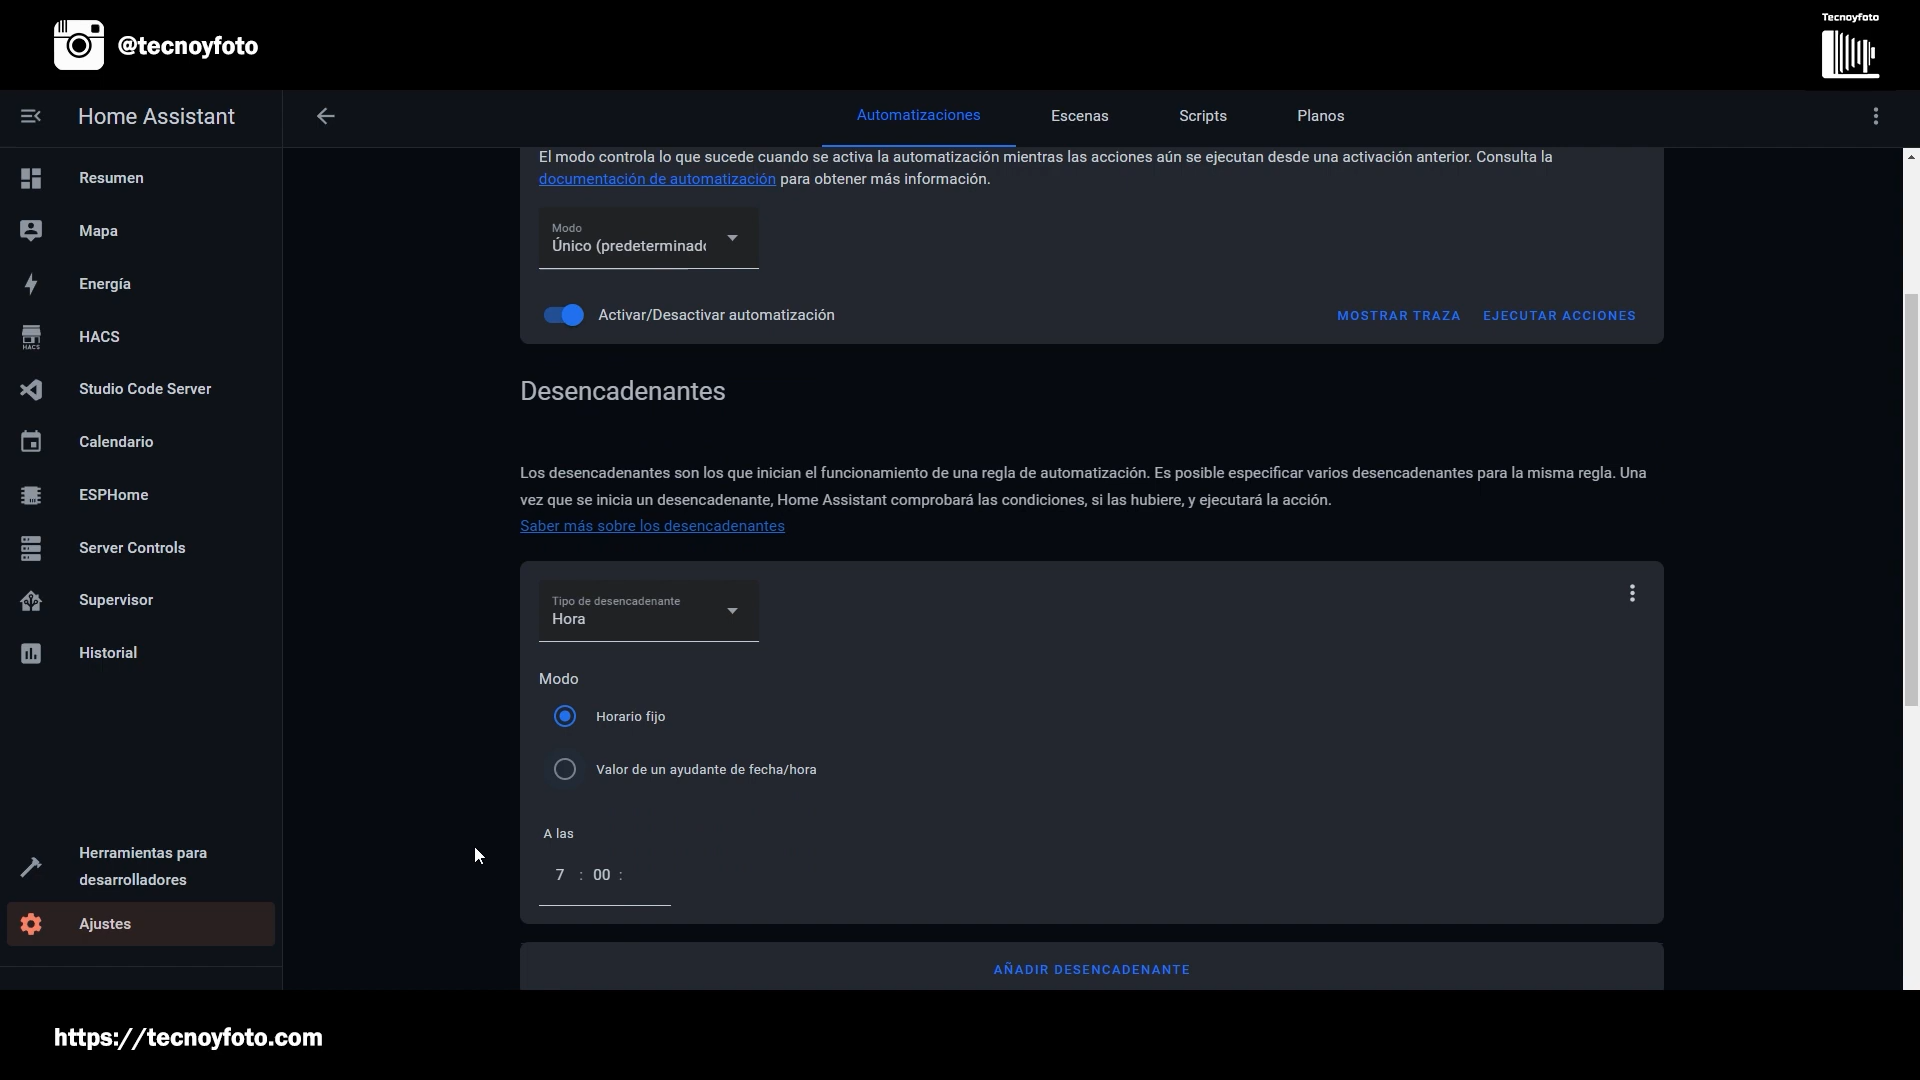 @tecnoyfoto
Tecnoyfoto
Home Assistant
Automatizaciones
Escenas
Scripts
Planos
Resumen
Mapa
Energía
HACS
HACS
Studio Code Server
Calendario
ESPHome
Server Controls
Supervisor
Historial
Herramientas para
desarrolladores
Ajustes
El modo controla lo que sucede cuando se activa la automatización mientras las acciones aún se ejecutan desde una activación anterior. Consulta la
documentación de automatización para obtener más información.
Modo
Único (predeterminado
Activar/Desactivar automatización
MOSTRAR TRAZA
EJECUTAR ACCIONES
Desencadenantes
Los desencadenantes son los que inician el funcionamiento de una regla de automatización. Es posible especificar varios desencadenantes para la misma regla. Una
vez que se inicia un desencadenante, Home Assistant comprobará las condiciones, si las hubiere, y ejecutará la acción.
Saber más sobre los desencadenantes
Tipo de desencadenante
Hora
Modo
Horario fijo
Valor de un ayudante de fecha/hora
A las
7 : 00 :
AÑADIR DESENCADENANTE
https://tecnoyfoto.com